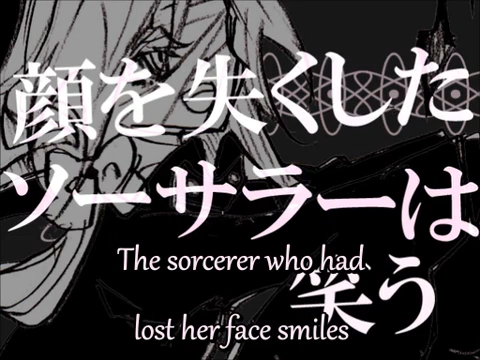 顔を失くした
ソーサラーは
笑う
The sorcerer who had
lost her face smiles